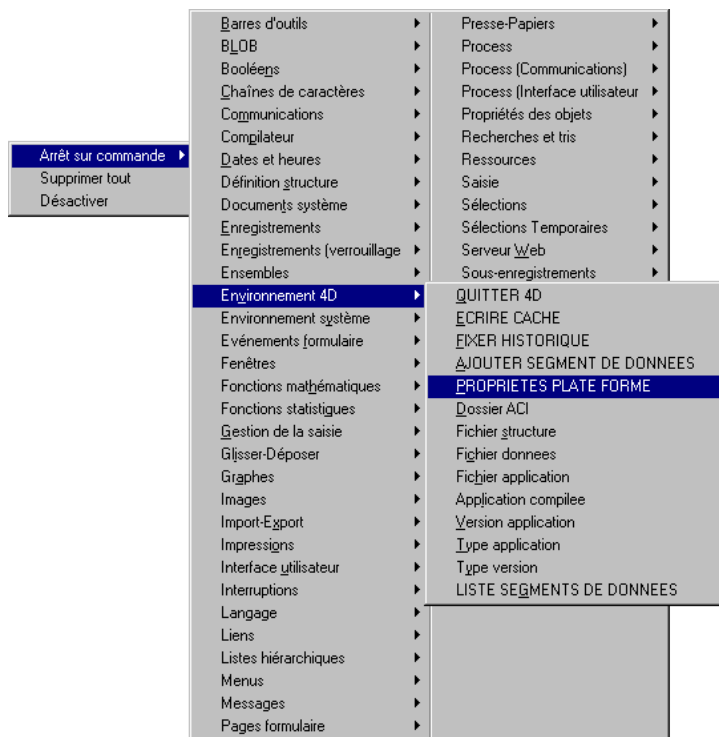 Arrêt sur commande
Supprimer tout
Désactiver
Barres d'outils
BLOB
Booléens
Chaînes de caractères
Communications
Compilateur
Dates et heures
Définition structure
Documents système
Enregistrements
Enregistrements (verrouillage
Ensembles
Environnement 4D
Environnement système
Evénements formulaire
Fenêtres
Fonctions mathématiques
Fonctions statistigues
Gestion de la saisie
Glisser-Déposer
Graphes
Images
Import-Export
Impressions
Interface utilisateur
Interruptions
Langage
Liens
Listes hiérarchiques
Menus
Messages
Pages formulaire
Presse-Papiers
Process
Process (Communications)
Process (Interface utilisateur
Propriétés des objets
Recherches et tris
Ressources
Saisie
Sélections
Sélections Temporaires
Serveur Web
Sous-enregistrements
QUITTER 4D
ECRIRE CACHE
FIXER HISTORIQUE
AJOUTER SEGMENT DE DONNEES
PROPRIETES PLATE FORME
Dossier ACI
Fichier structure
Fichier donnees
Fichier application
Application compilee
Version application
Type application
Type version
LISTE SEGMENTS DE DONNEES